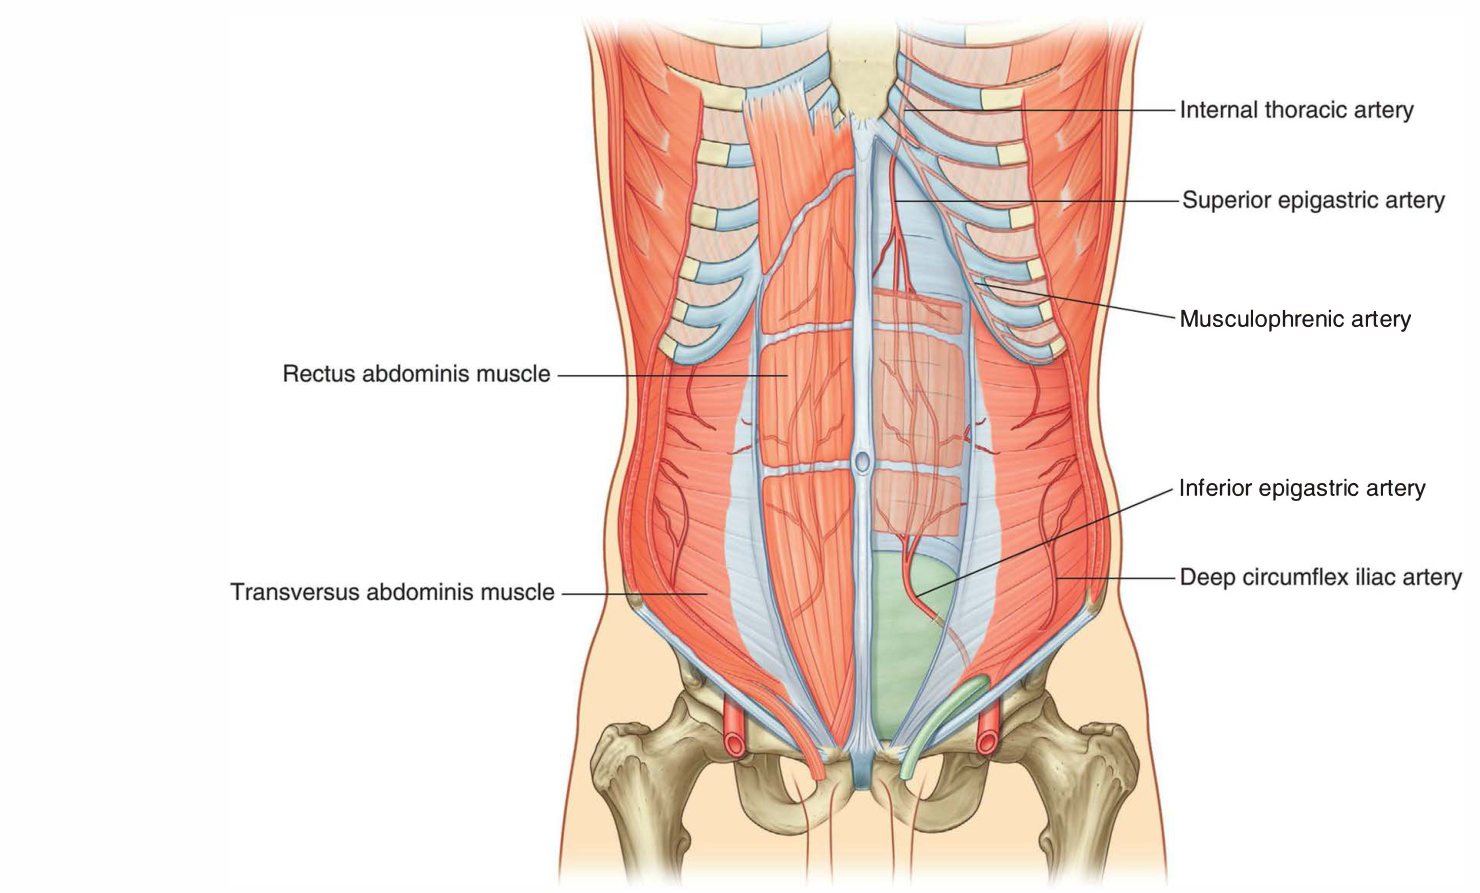 Internal thoracic artery
Superior epigastric artery
Musculophrenic artery
Rectus abdominis muscle
Inferior epigastric artery
Deep circumflex iliac artery
Transversus abdominis muscle